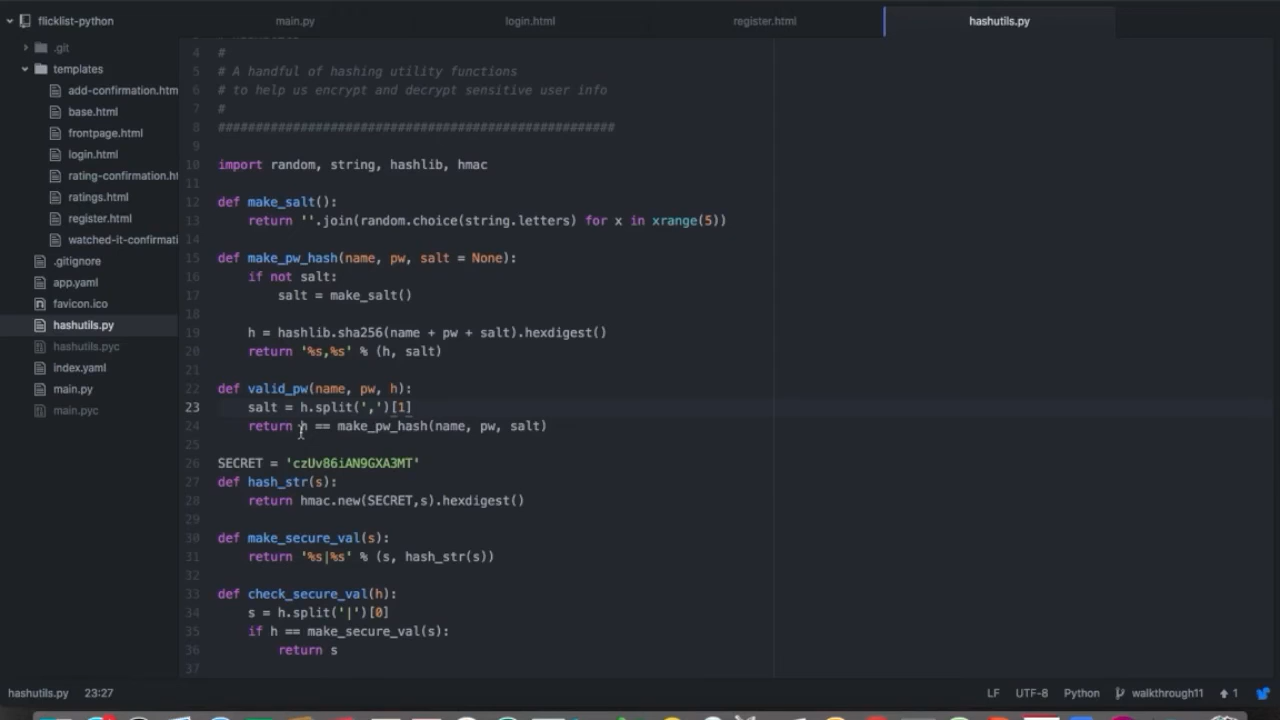 flicklist-python
main.py
login.html
register.html
hashutils.py
.git
templates
add-confirmation.htm
base.html
frontpage.html
login.html
rating-confirmation.ht
ratings.html
register.html
watched-it-confirmati
.gitignore
app.yaml
favicon.ico
hashutils.py
hashutils.pyc
index.yaml
main.py
main.pyc
4 #
5 # A handful of hashing utility functions
6 # to help us encrypt and decrypt sensitive user info
7 #
8 #####################################################
9
10 import random, string, hashlib, hmac
11
12 def make_salt():
13 return ''.join(random.choice(string.letters) for x in xrange(5))
14
15 def make_pw_hash(name, pw, salt = None):
16 if not salt:
17 salt = make_salt()
18
19 h = hashlib.sha256(name + pw + salt).hexdigest()
20 return '%s,%s' % (h, salt)
21
22 def valid_pw(name, pw, h):
23 salt = h.split(',')[1]
24 return h == make_pw_hash(name, pw, salt)
25
26 SECRET = 'czUv86iAN9GXA3MT'
27 def hash_str(s):
28 return hmac.new(SECRET,s).hexdigest()
29
30 def make_secure_val(s):
31 return '%s|%s' % (s, hash_str(s))
32
33 def check_secure_val(h):
34 s = h.split('|')[0]
35 if h == make_secure_val(s):
36 return s
37
hashutils.py 23:27
LF UTF-8 Python walkthrough11 1